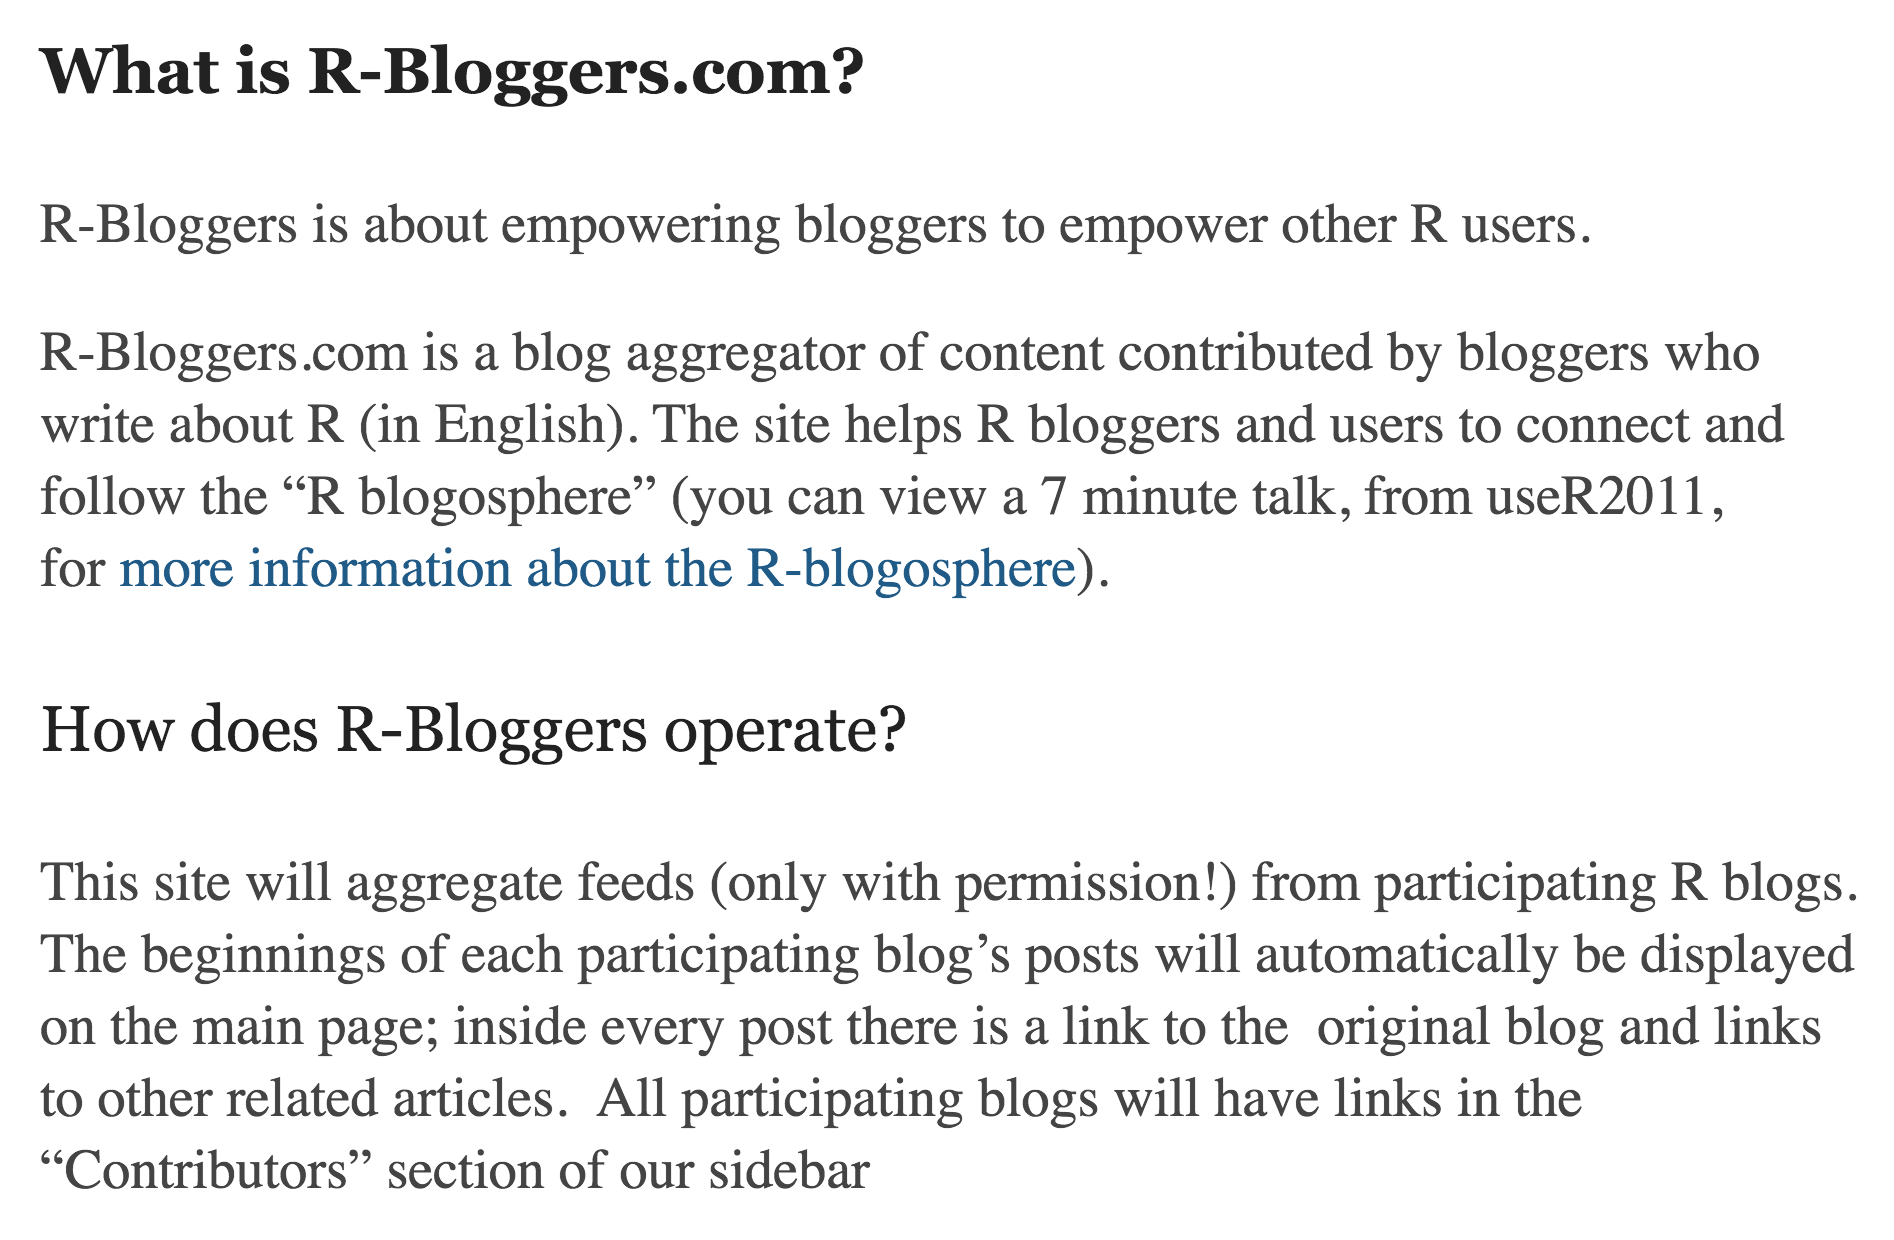 What is R-Bloggers.com?
R-Bloggers is about empowering bloggers to empower other R users.
R-Bloggers.com is a blog aggregator of content contributed by bloggers who
write about R (in English). The site helps R bloggers and users to connect and
follow the “R blogosphere” (you can view a 7 minute talk, from useR2011,
for more information about the R-blogosphere).
How does R-Bloggers operate?
This site will aggregate feeds (only with permission!) from participating R blogs.
The beginnings of each participating blog’s posts will automatically be displayed
on the main page; inside every post there is a link to the  original blog and links
to other related articles.  All participating blogs will have links in the
“Contributors” section of our sidebar